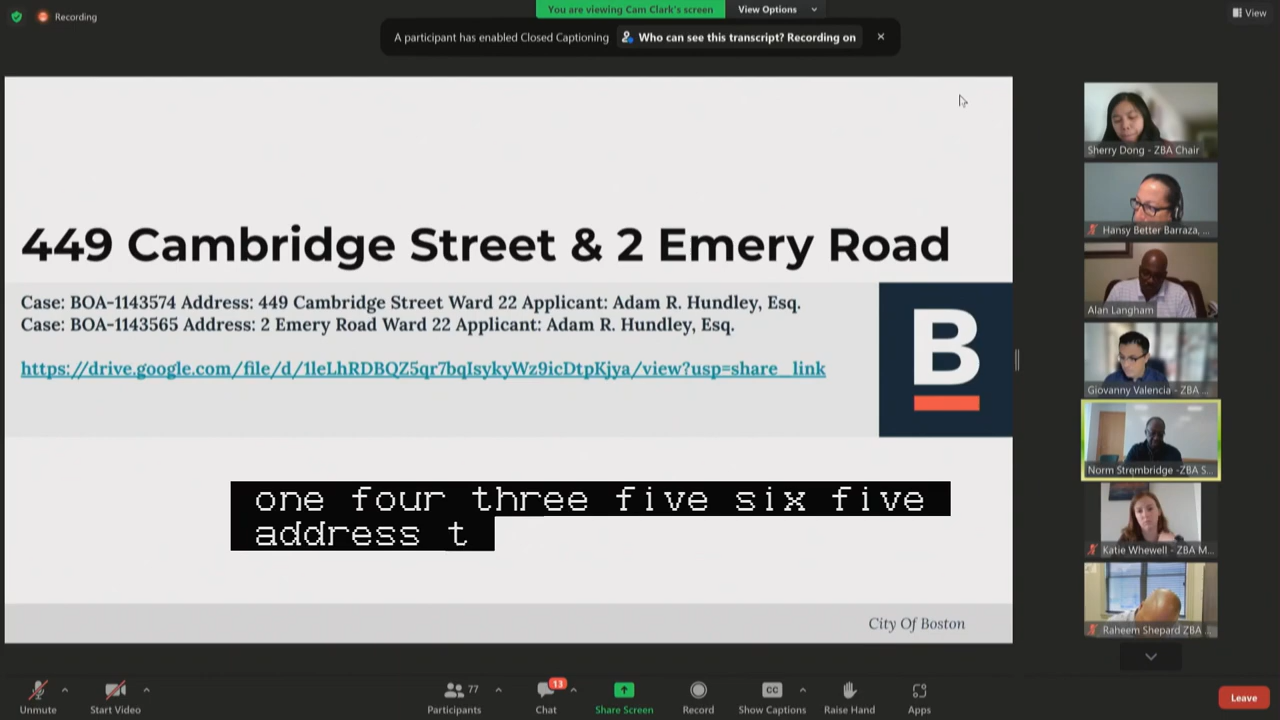 Recording
You are viewing Cam Clark's screen
View Options
View
A participant has enabled Closed Captioning
Who can see this transcript? Recording on
449 Cambridge Street & 2 Emery Road
Case: BOA-1143574 Address: 449 Cambridge Street Ward 22 Applicant: Adam R. Hundley, Esq.
Case: BOA-1143565 Address: 2 Emery Road Ward 22 Applicant: Adam R. Hundley, Esq.
https://drive.google.com/file/d/1leLhRDBQZ5qr7bqIsykyWz9icDtpKjya/view?usp=share_link
B
one four three five six five
address t
City Of Boston
Sherry Dong - ZBA Chair
Hansy Better Barraza, ...
Alan Langham
Giovanny Valencia - ZBA ...
Norm Strembridge -ZBA S...
Katie Whewell - ZBA M...
Raheem Shepard ZBA ...
Unmute
Start Video
77
Participants
13
Chat
Share Screen
Record
CC
Show Captions
Raise Hand
Apps
Leave